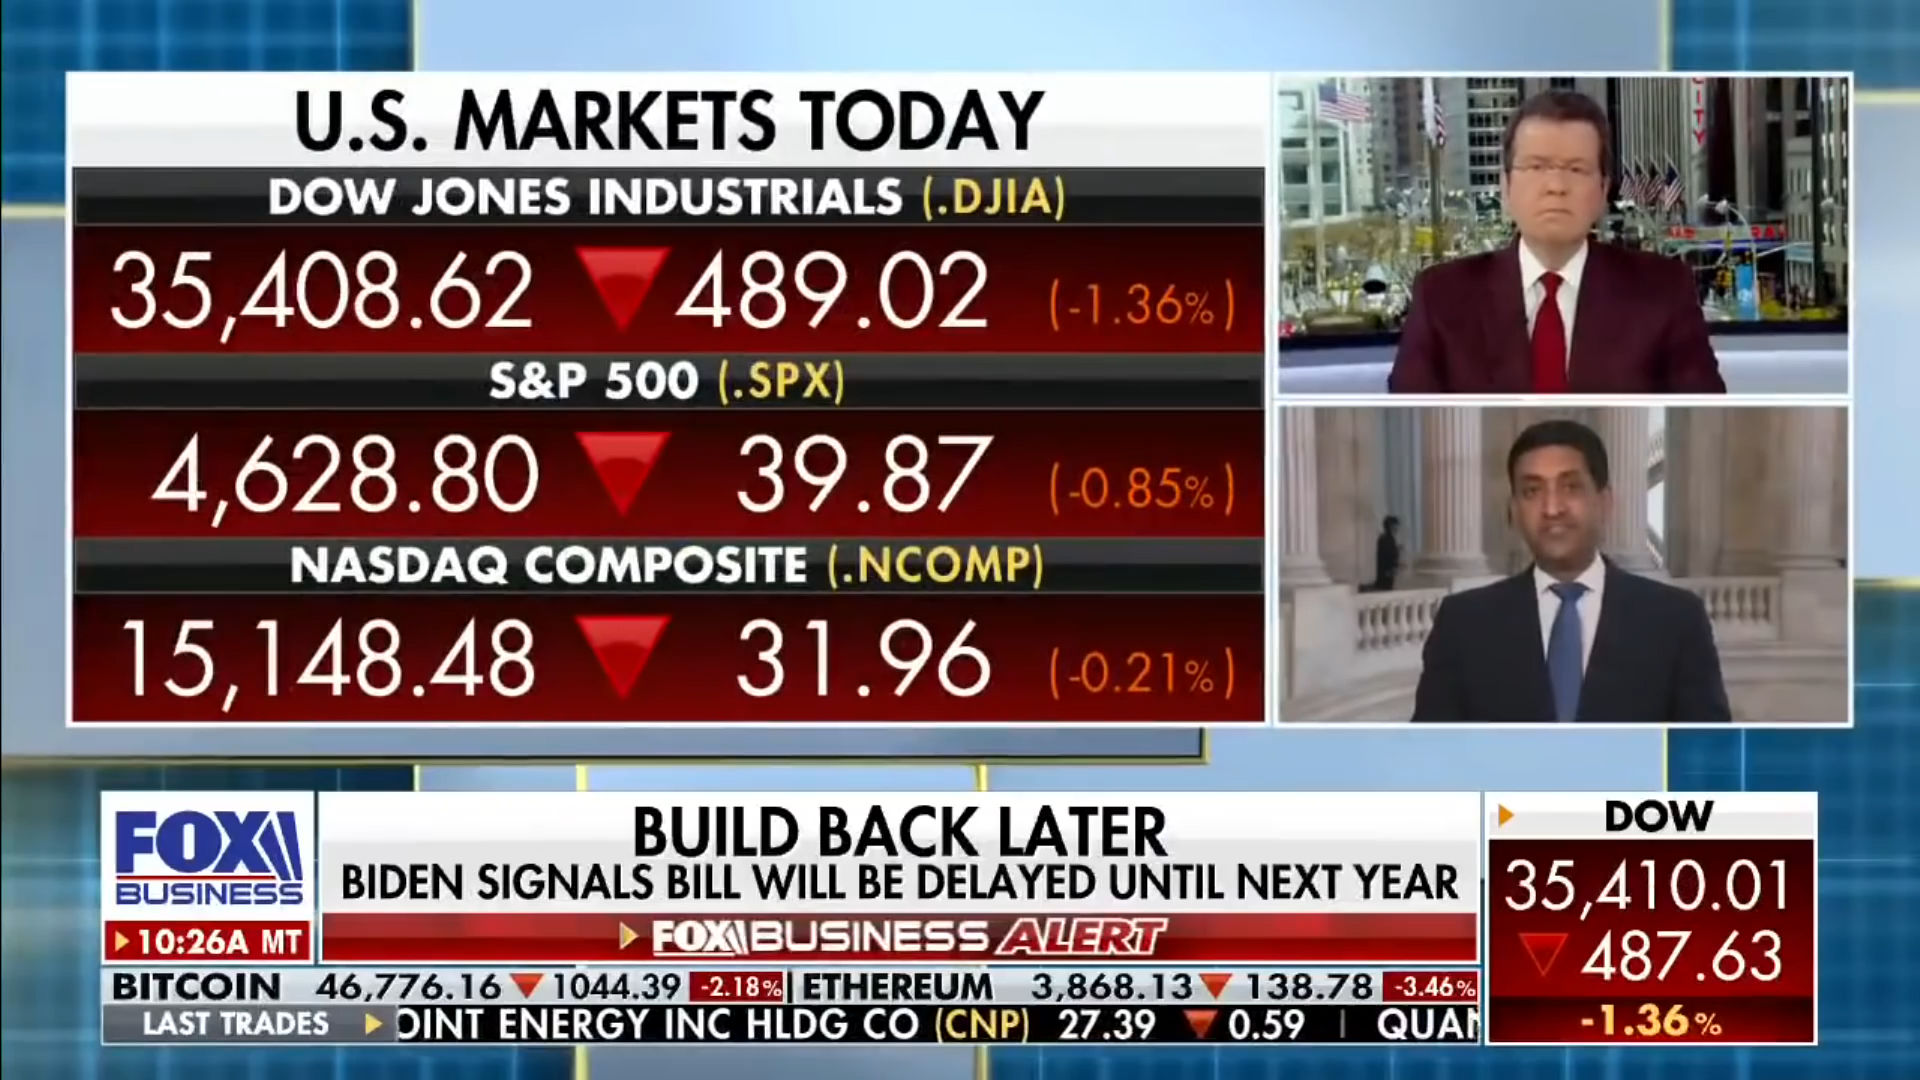 U.S. MARKETS TODAY
DOW JONES INDUSTRIALS (.DJIA)
35,408.62 ▼ 489.02 (-1.36%)
S&P 500 (.SPX)
4,628.80 ▼ 39.87 (-0.85%)
NASDAQ COMPOSITE (.NCOMP)
15,148.48 ▼ 31.96 (-0.21%)
CITY
FOX BUSINESS
10:26A MT
BUILD BACK LATER
BIDEN SIGNALS BILL WILL BE DELAYED UNTIL NEXT YEAR
FOX BUSINESS ALERT
DOW
35,410.01
▼ 487.63
-1.36%
BITCOIN 46,776.16 ▼ 1044.39 -2.18% | ETHEREUM 3,868.13 ▼ 138.78 -3.46%
LAST TRADES ENERGY INC HLDG CO (CNP) 27.39 ▼ 0.59 |